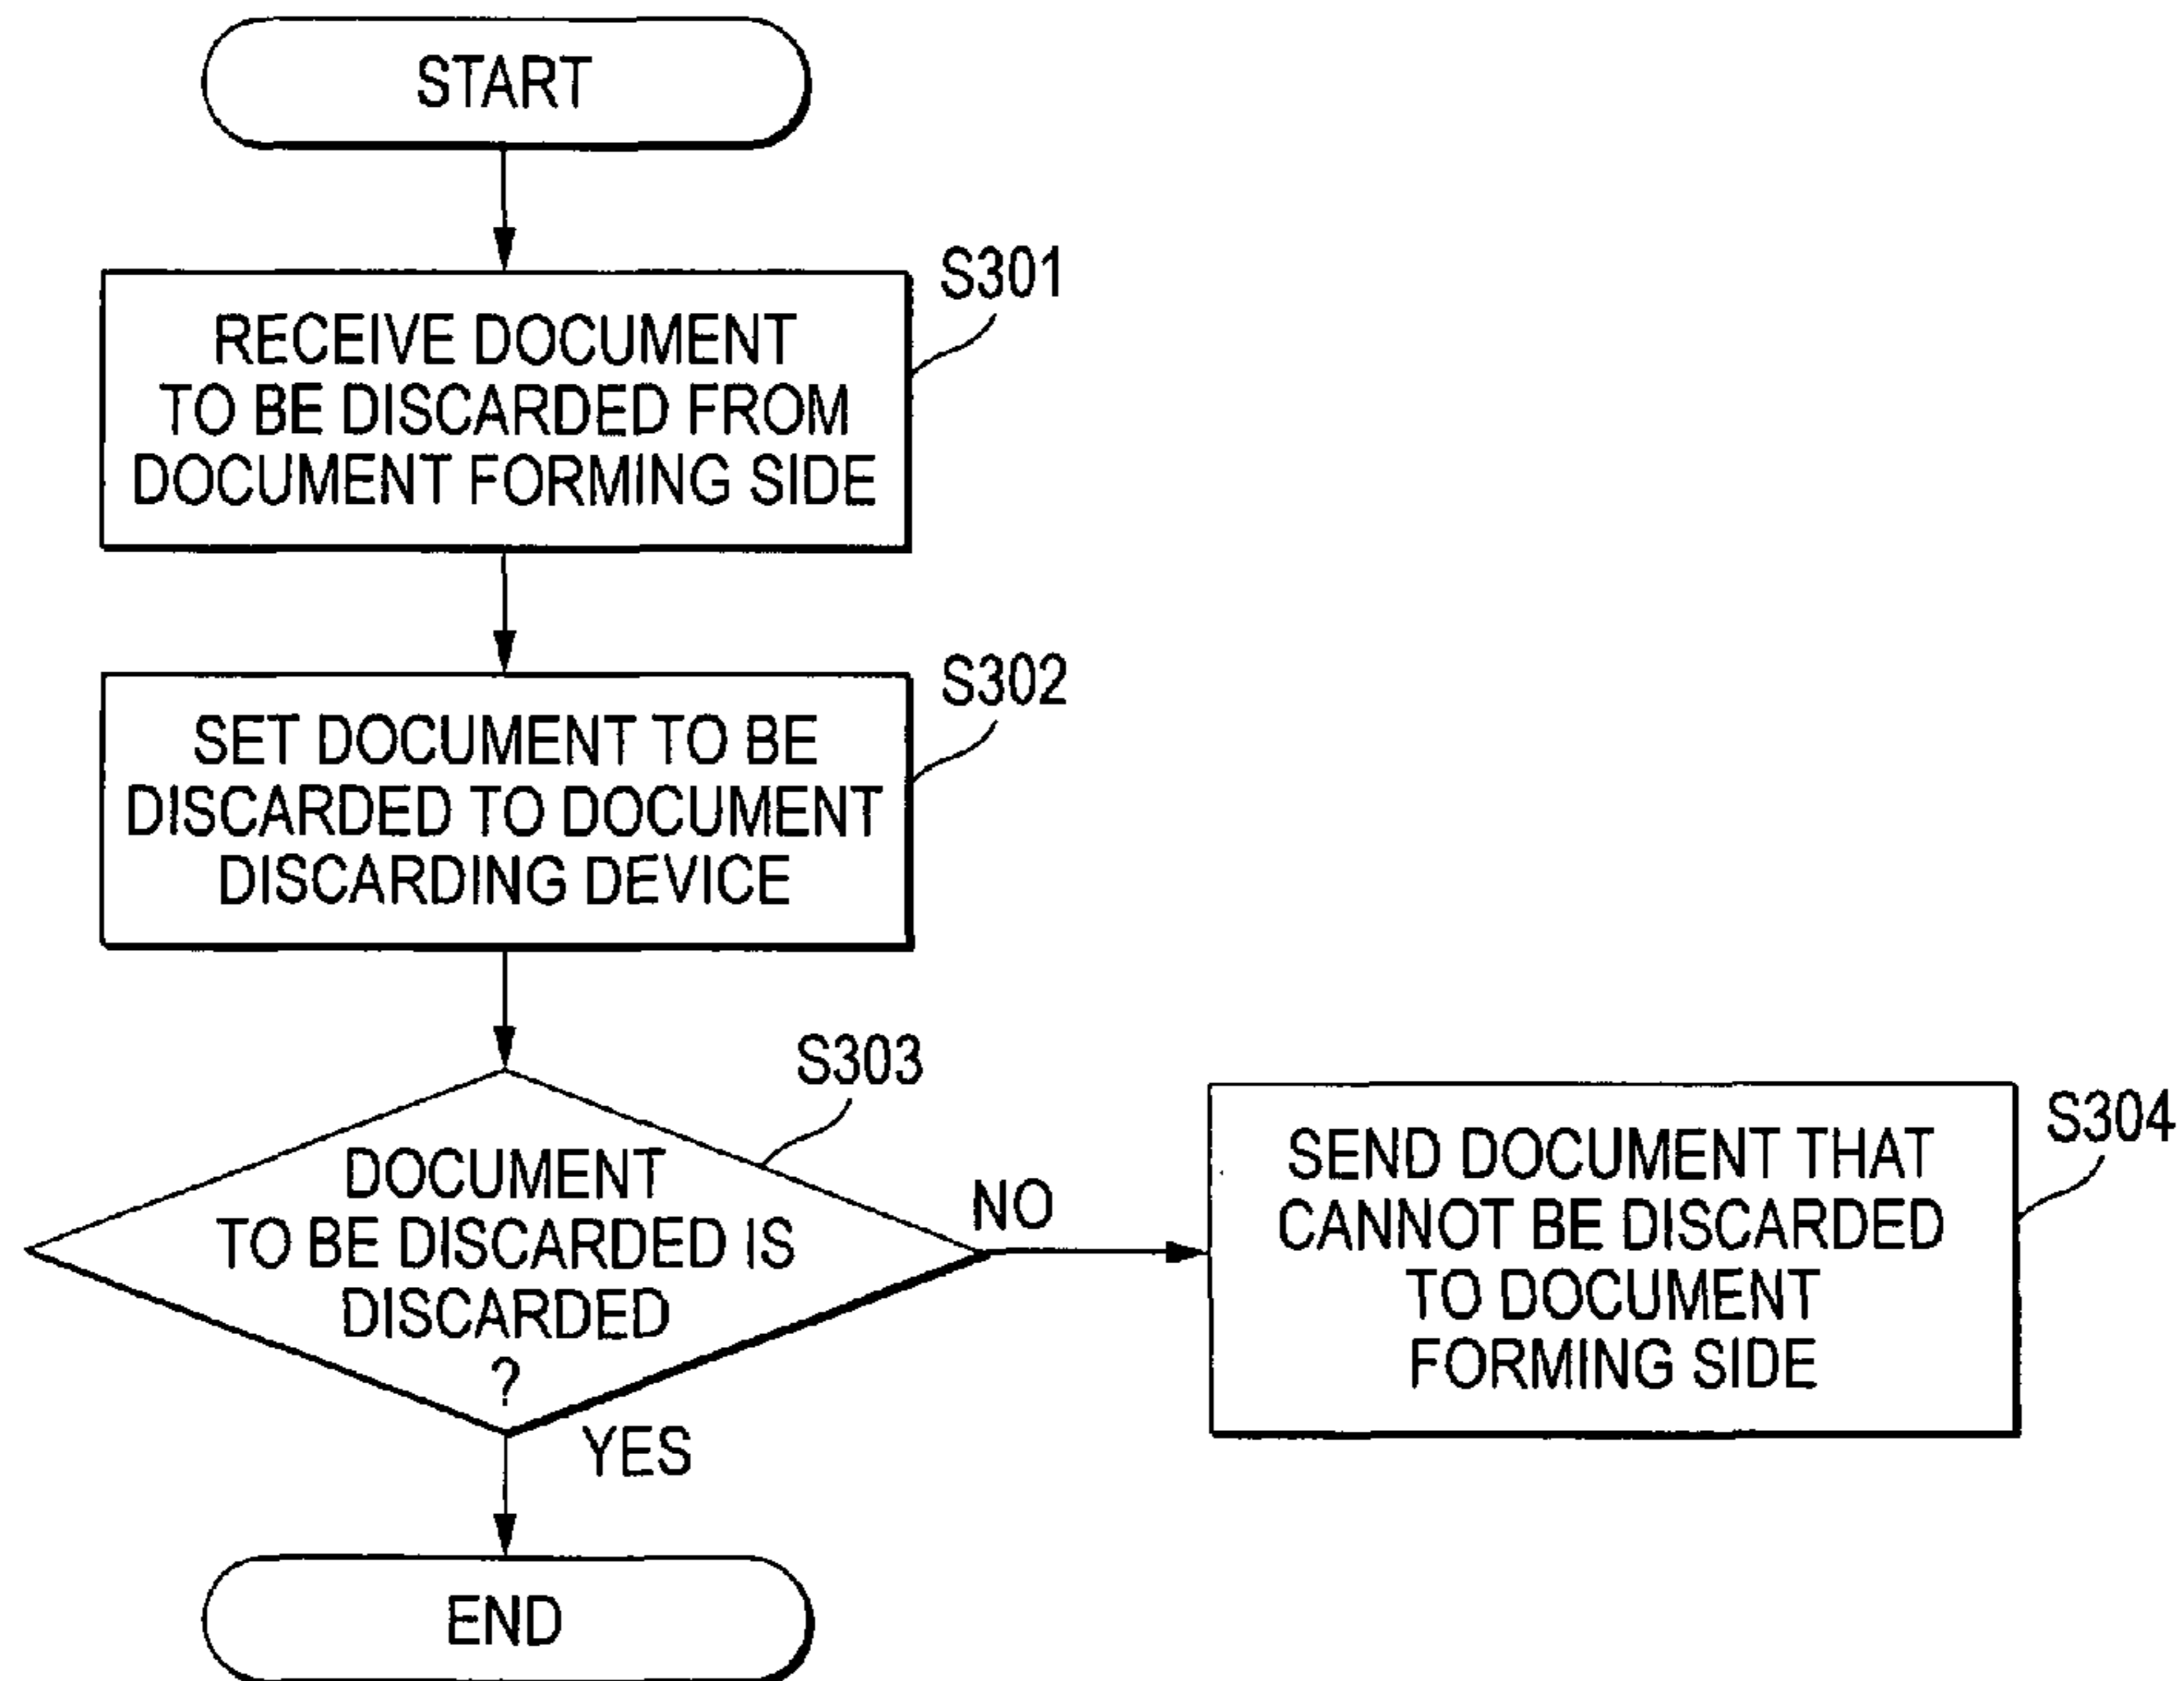 START
S301
RECEIVE DOCUMENT
TO BE DISCARDED FROM
DOCUMENT FORMING SIDE
S302
SET DOCUMENT TO BE
DISCARDED TO DOCUMENT
DISCARDING DEVICE
S303
DOCUMENT
TO BE DISCARDED IS
DISCARDED
?
NO
YES
S304
SEND DOCUMENT THAT
CANNOT BE DISCARDED
TO DOCUMENT
FORMING SIDE
END